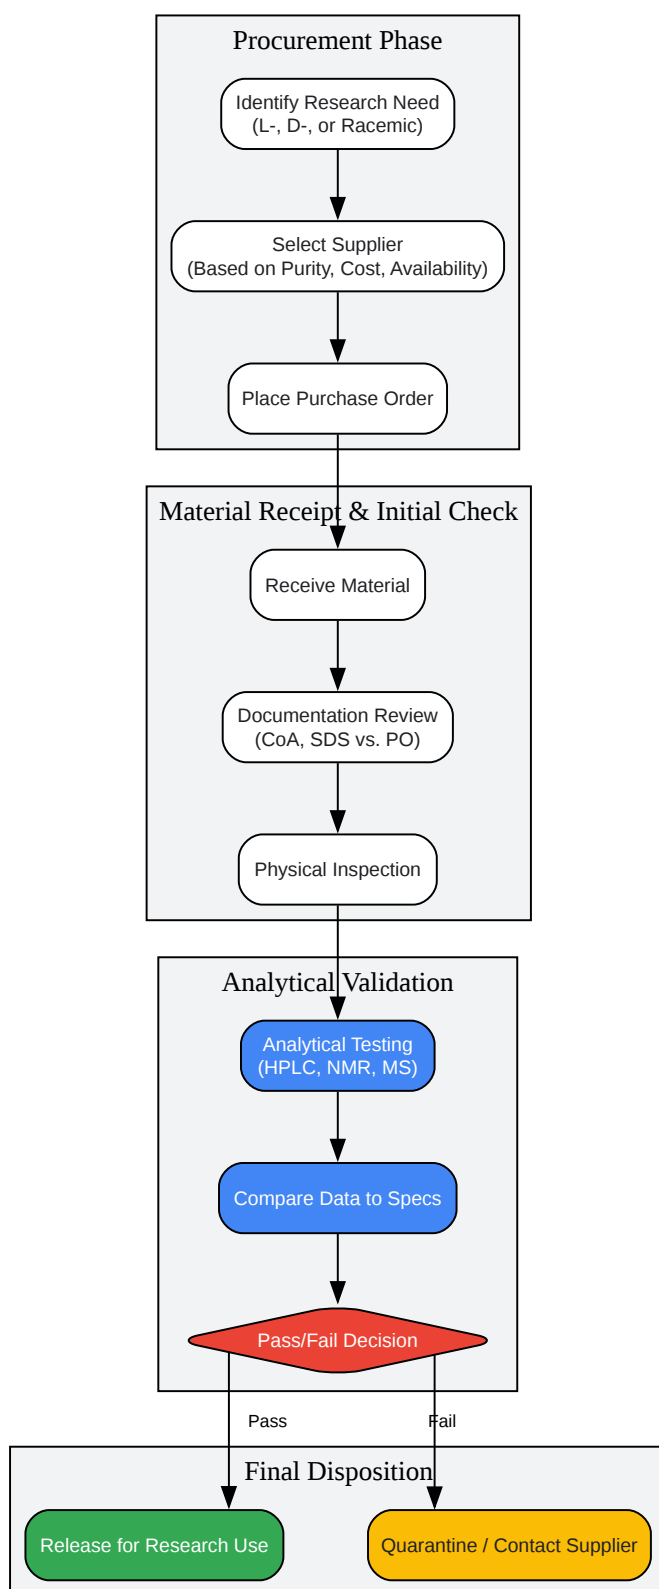 Procurement Phase
Identify Research Need
(L-, D-, or Racemic)
Select Supplier
(Based on Purity, Cost, Availability)
Place Purchase Order
Material Receipt & Initial Check
Receive Material
Documentation Review
(CoA, SDS vs. PO)
Physical Inspection
Analytical Validation
Analytical Testing
(HPLC, NMR, MS)
Compare Data to Specs
Pass/Fail Decision
Pass
Fail
Final Disposition
Release for Research Use
Quarantine / Contact Supplier